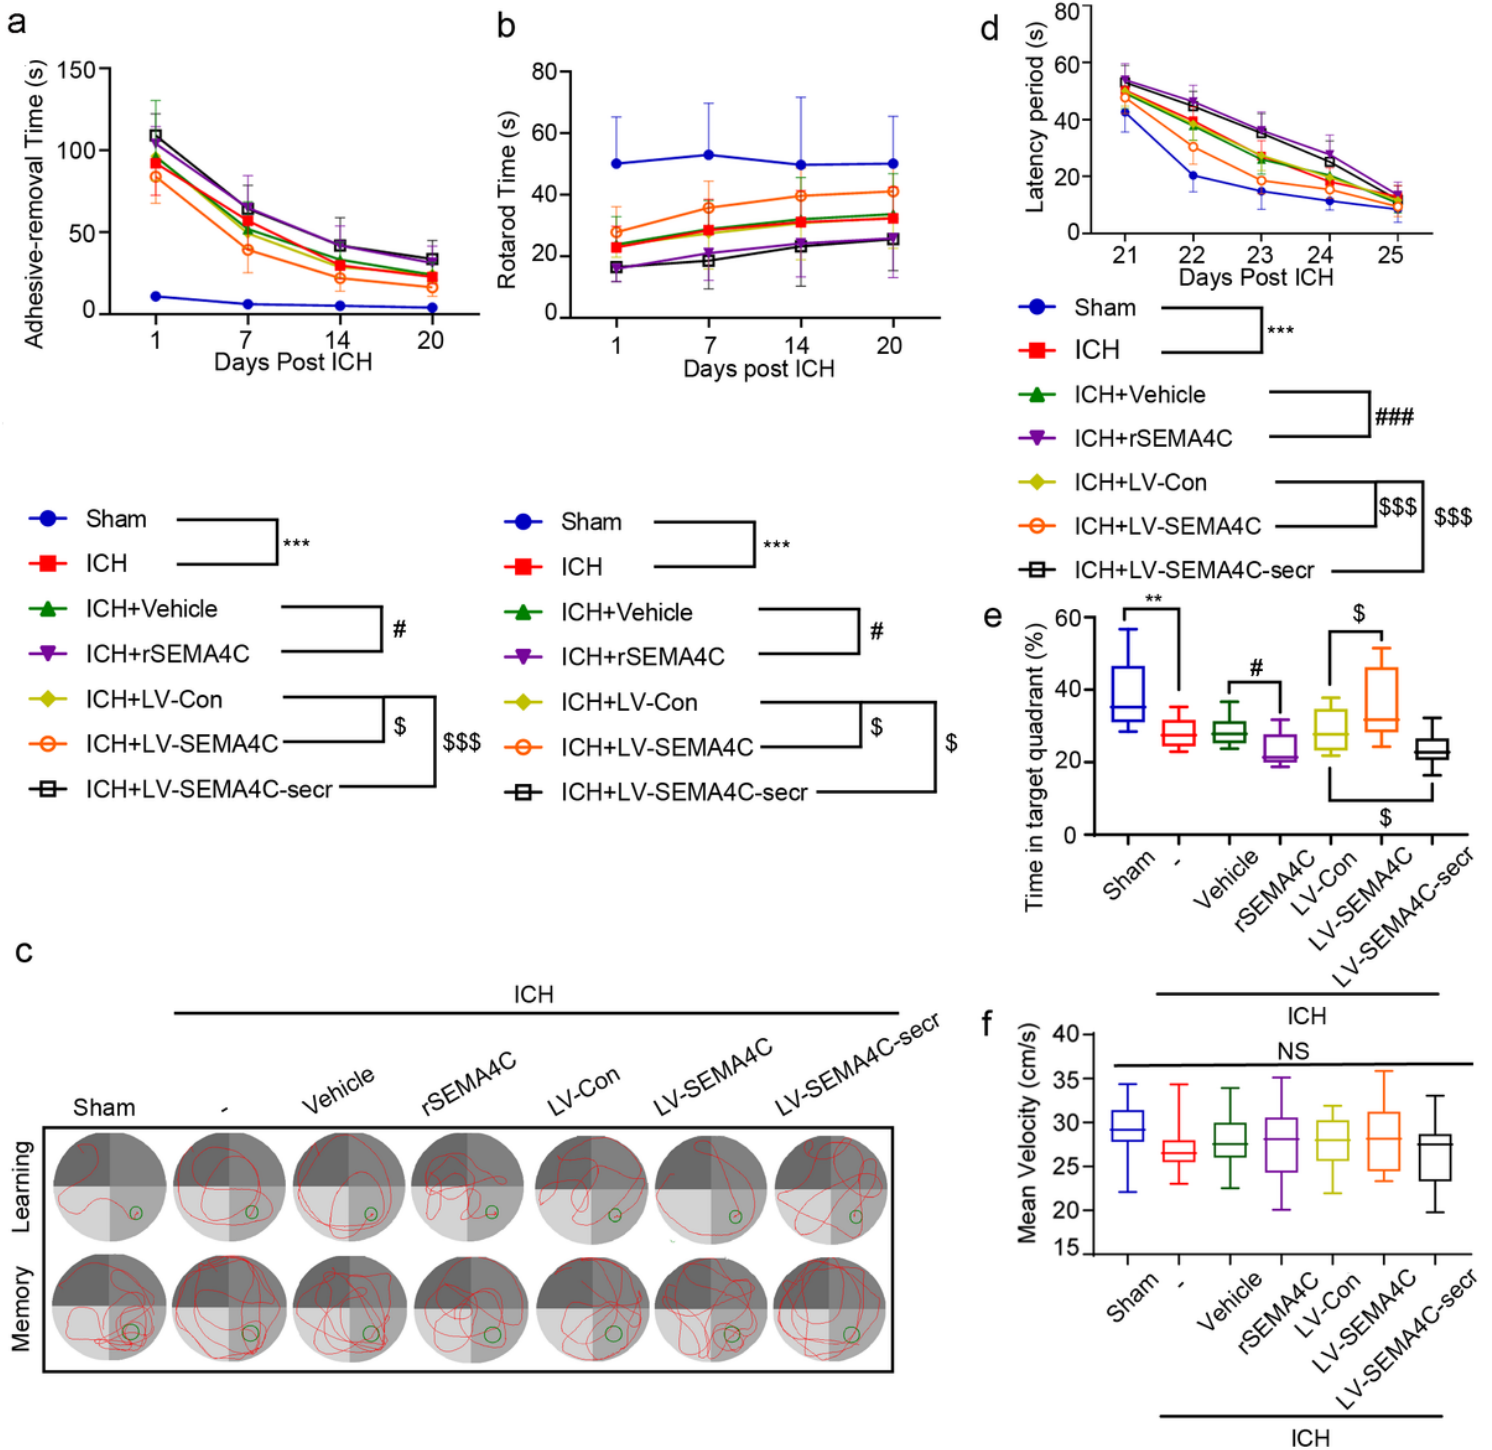 a
Adhesive-removal Time (s)
150
100
50
0
1 7 14 20
Days Post ICH
Sham
ICH
***
ICH+Vehicle
ICH+rSEMA4C
#
ICH+LV-Con
ICH+LV-SEMA4C
ICH+LV-SEMA4C-secr
$
$$$
b
Rotarod Time (s)
80
60
40
20
0
1 7 14 20
Days post ICH
Sham
ICH
***
ICH+Vehicle
ICH+rSEMA4C
#
ICH+LV-Con
ICH+LV-SEMA4C
ICH+LV-SEMA4C-secr
$
$
c
ICH
Sham
-
Vehicle
rSEMA4C
LV-Con
LV-SEMA4C
LV-SEMA4C-secr
Learning
Memory
d
Latency period (s)
80
60
40
20
0
21 22 23 24 25
Days Post ICH
Sham
ICH
***
ICH+Vehicle
ICH+rSEMA4C
###
ICH+LV-Con
ICH+LV-SEMA4C
ICH+LV-SEMA4C-secr
$$$
$$$
e
Time in target quadrant (%)
60
40
20
0
**
#
$
$
Sham
-
Vehicle
rSEMA4C
LV-Con
LV-SEMA4C
LV-SEMA4C-secr
ICH
f
Mean Velocity (cm/s)
40
35
30
25
20
15
NS
Sham
-
Vehicle
rSEMA4C
LV-Con
LV-SEMA4C
LV-SEMA4C-secr
ICH